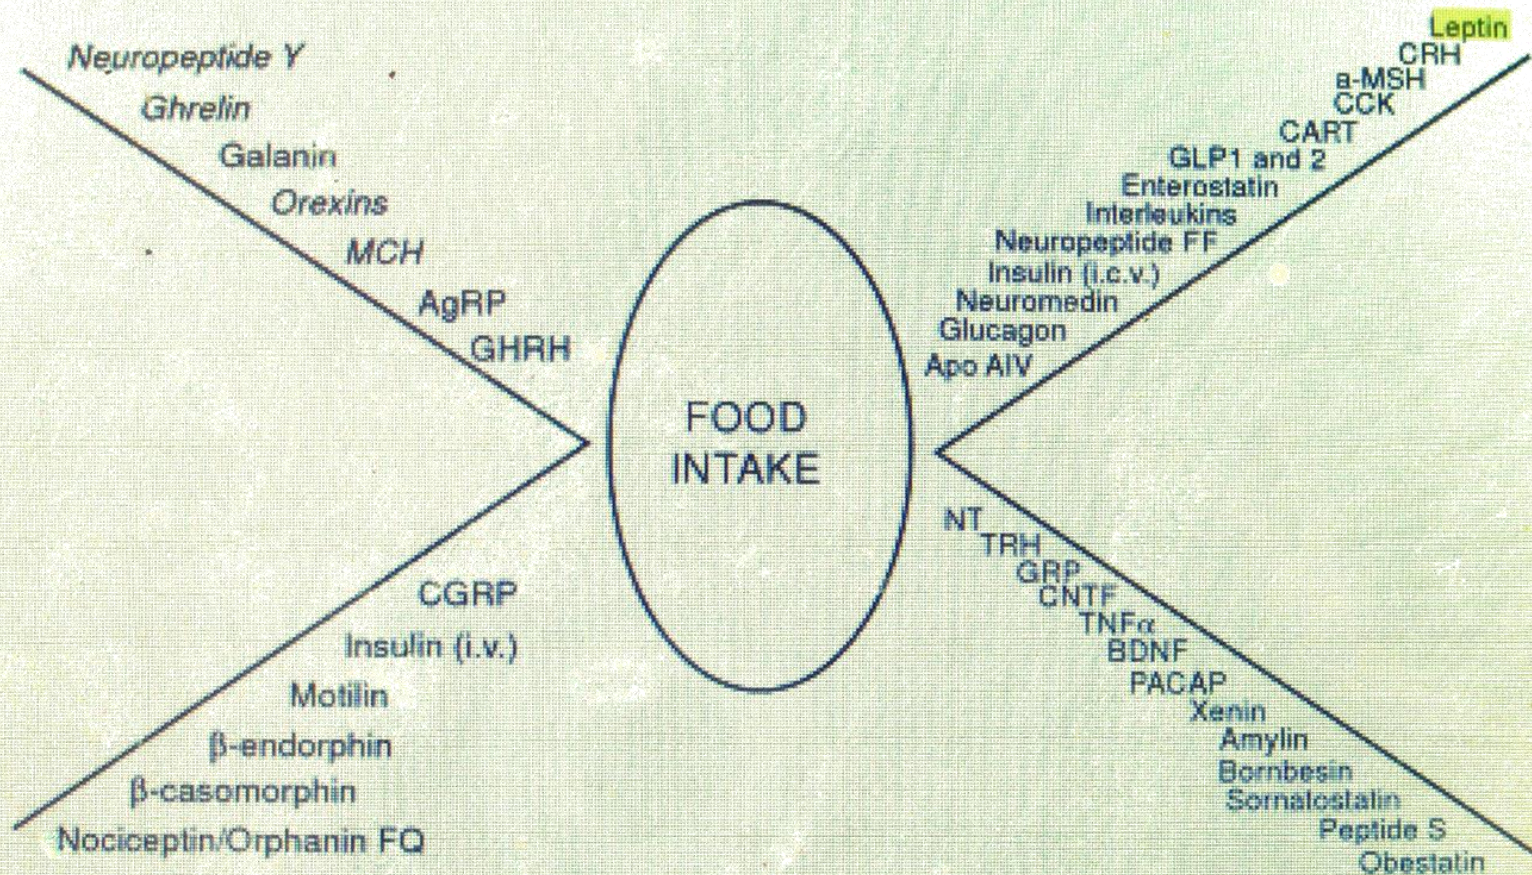 Neuropeptide Y
Ghrelin
Galanin
Orexins
MCH
AgRP
GHRH
FOOD
INTAKE
CGRP
Insulin (i.v.)
Motilin
β-endorphin
β-casomorphin
Nociceptin/Orphanin FQ
Leptin
CRH
a-MSH
CCK
CART
GLP1 and 2
Enterostatin
Interleukins
Neuropeptide FF
Insulin (i.c.v.)
Neuromedin
Glucagon
Apo AIV
NT
TRH
GRP
CNTF
TNFα
BDNF
PACAP
Xenin
Amylin
Bornbesin
Sornatostatin
Peptide S
Obestatin